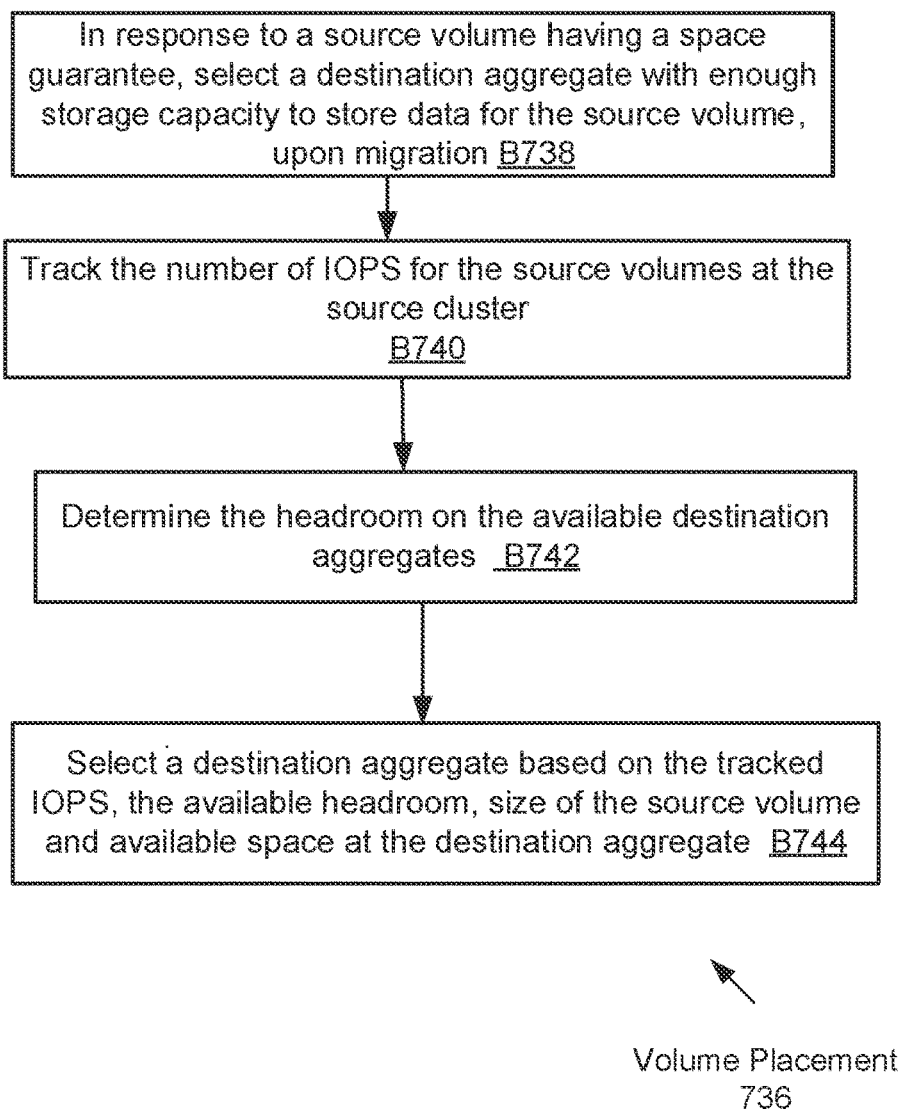 In response to a source volume having a space
guarantee, select a destination aggregate with enough
storage capacity to store data for the source volume,
upon migration B738
Track the number of IOPS for the source volumes at the
source cluster
B740
Determine the headroom on the available destination
aggregates B742
Select a destination aggregate based on the tracked
IOPS, the available headroom, size of the source volume
and available space at the destination aggregate B744
Volume Placement
736